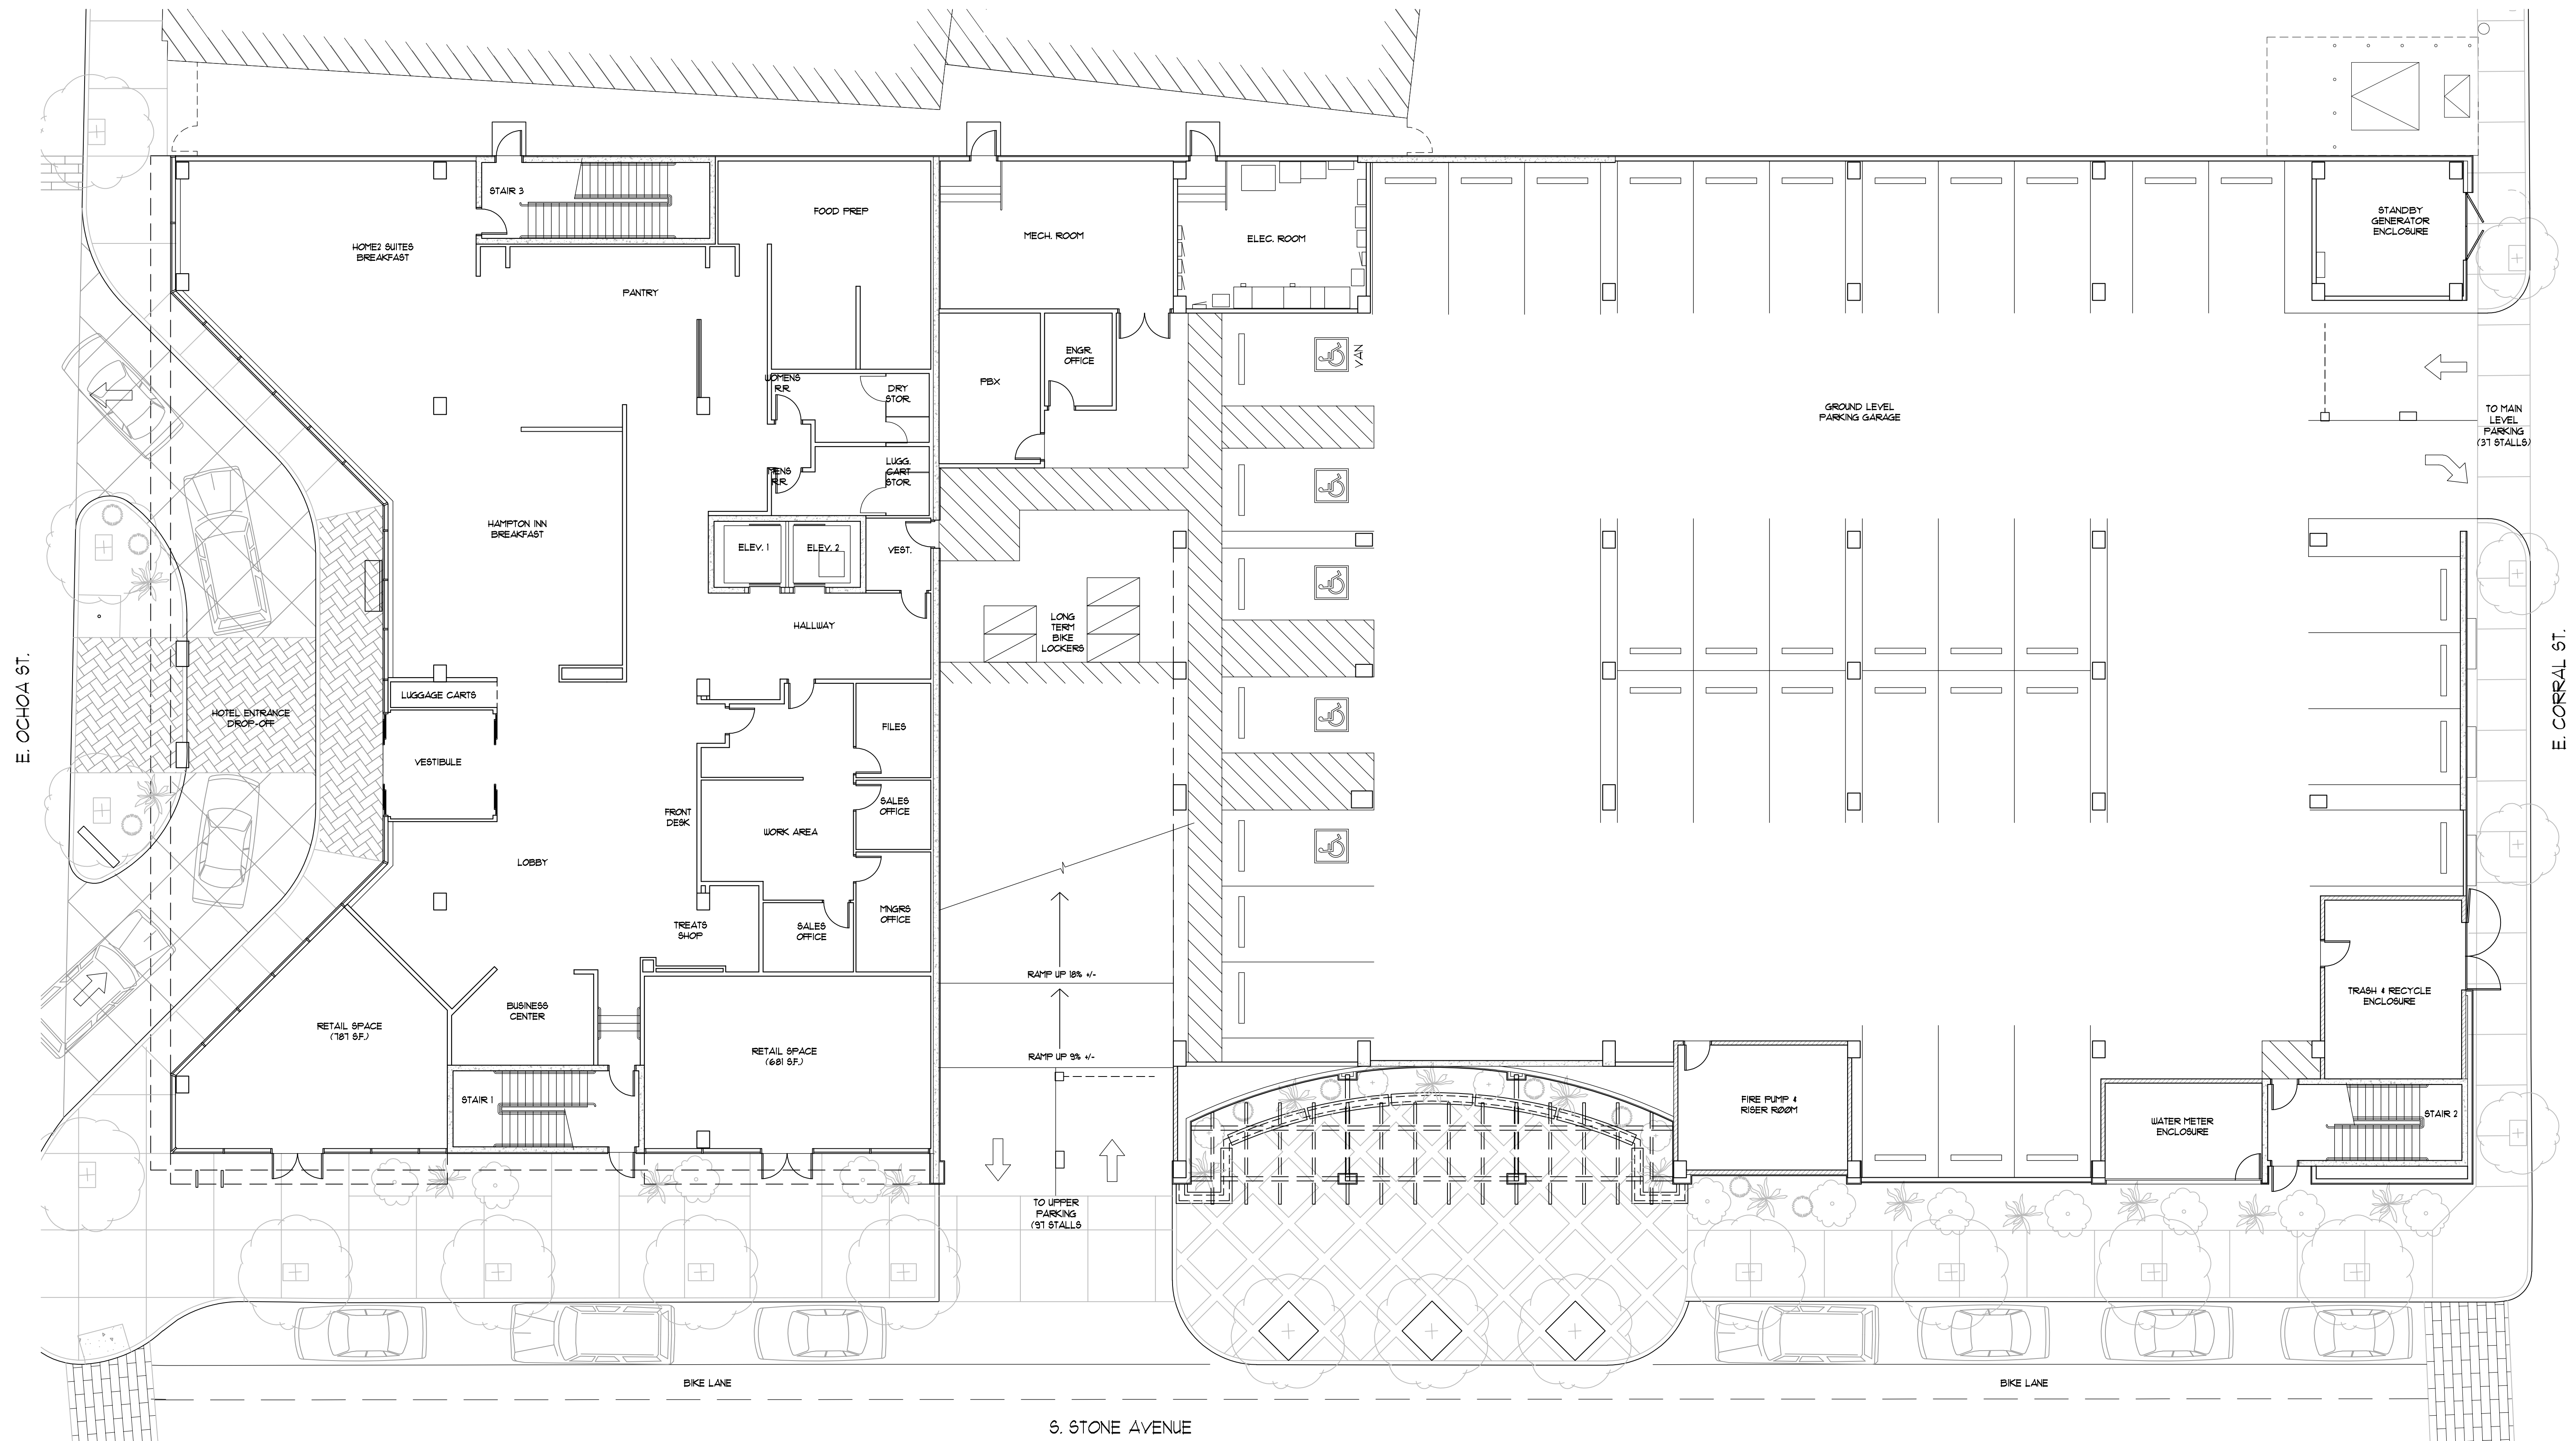 STAIR 3
FOOD PREP
HOME2 SUITES
BREAKFAST
MECH. ROOM
ELEC. ROOM
STANDBY
GENERATOR
ENCLOSURE
PANTRY
ENGR.
OFFICE
VAN
PBX
WOMENS
R.R.
DRY
STOR.
GROUND LEVEL
PARKING GARAGE
TO MAIN
LEVEL
PARKING
(37 STALLS)
MENS
R.R.
LUGG.
CART
STOR.
HAMPTON INN
BREAKFAST
ELEV. 1
ELEV. 2
VEST.
HALLWAY
LONG
TERM
BIKE
LOCKERS
E. OCHOA ST.
E. CORRAL ST.
LUGGAGE CARTS
HOTEL ENTRANCE
DROP-OFF
FILES
VESTIBULE
SALES
OFFICE
FRONT
DESK
WORK AREA
LOBBY
MNGRS
OFFICE
TREATS
SHOP
SALES
OFFICE
RAMP UP 18% +/-
TRASH & RECYCLE
ENCLOSURE
BUSINESS
CENTER
RETAIL SPACE
(787 S.F.)
RETAIL SPACE
(681 S.F.)
RAMP UP 9% +/-
STAIR 1
FIRE PUMP &
RISER ROOM
WATER METER
ENCLOSURE
STAIR 2
TO UPPER
PARKING
(97 STALLS
BIKE LANE
BIKE LANE
S. STONE AVENUE